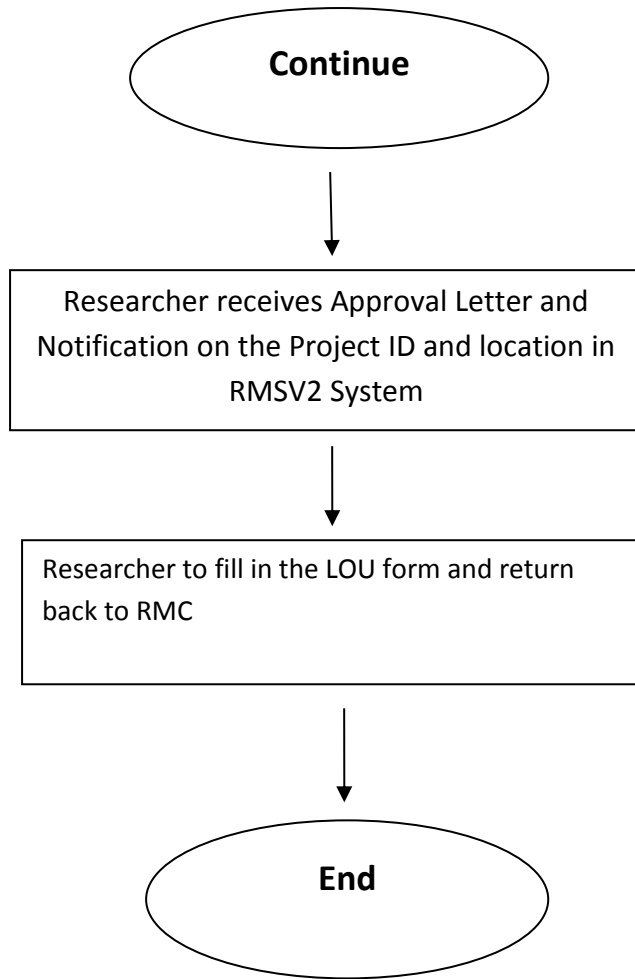 Continue
Researcher receives Approval Letter and
Notification on the Project ID and location in
RMSV2 System
Researcher to fill in the LOU form and return
back to RMC
End